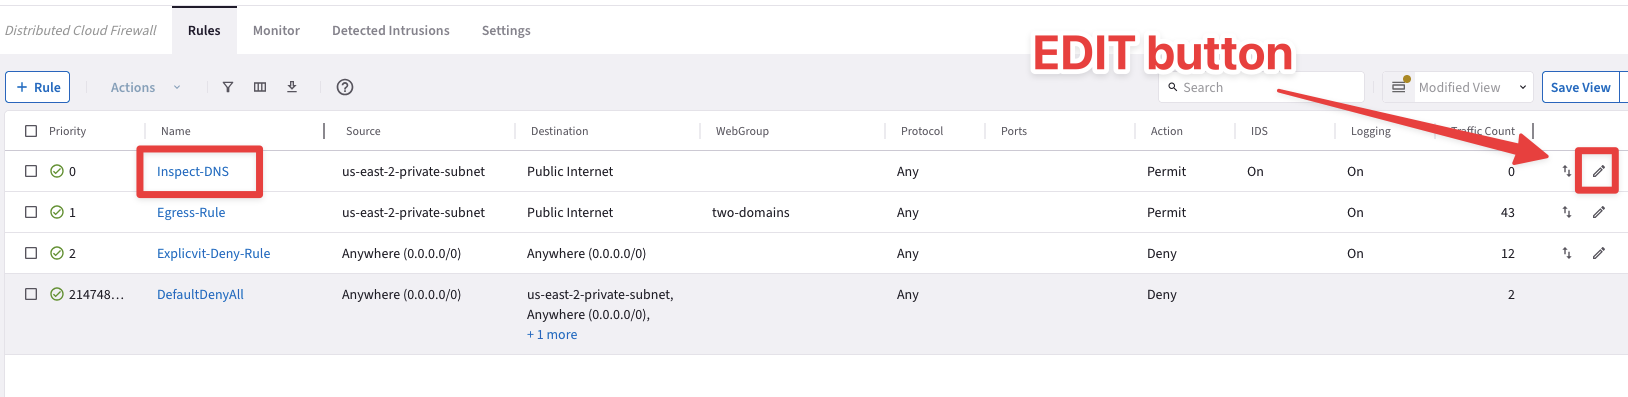 Distributed Cloud Firewall Rules Monitor Detected Intrusions Settings
EDIT button
+ Rule Actions Search Modified View Save View
Priority Name Source Destination WebGroup Protocol Ports Action IDS Logging Traffic Count
0 Inspect-DNS us-east-2-private-subnet Public Internet Any Permit On On 0
1 Egress-Rule us-east-2-private-subnet Public Internet two-domains Any Permit On 43
2 Explicvit-Deny-Rule Anywhere (0.0.0.0/0) Anywhere (0.0.0.0/0) Any Deny On 12
214748... DefaultDenyAll Anywhere (0.0.0.0/0) us-east-2-private-subnet, Any Deny 2
Anywhere (0.0.0.0/0),
+ 1 more